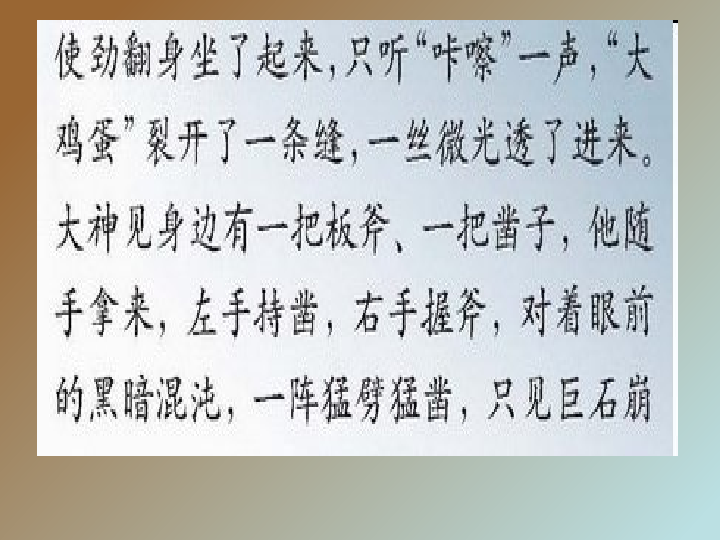 使劲翻身坐了起来，只听“咔嚓”一声，“大
鸡蛋”裂开了一条缝，一丝微光透了进来。
大神见身边有一把板斧、一把凿子，他随
手拿来，左手持凿，右手握斧，对着眼前
的黑暗混沌，一阵猛劈猛凿，只见巨石崩